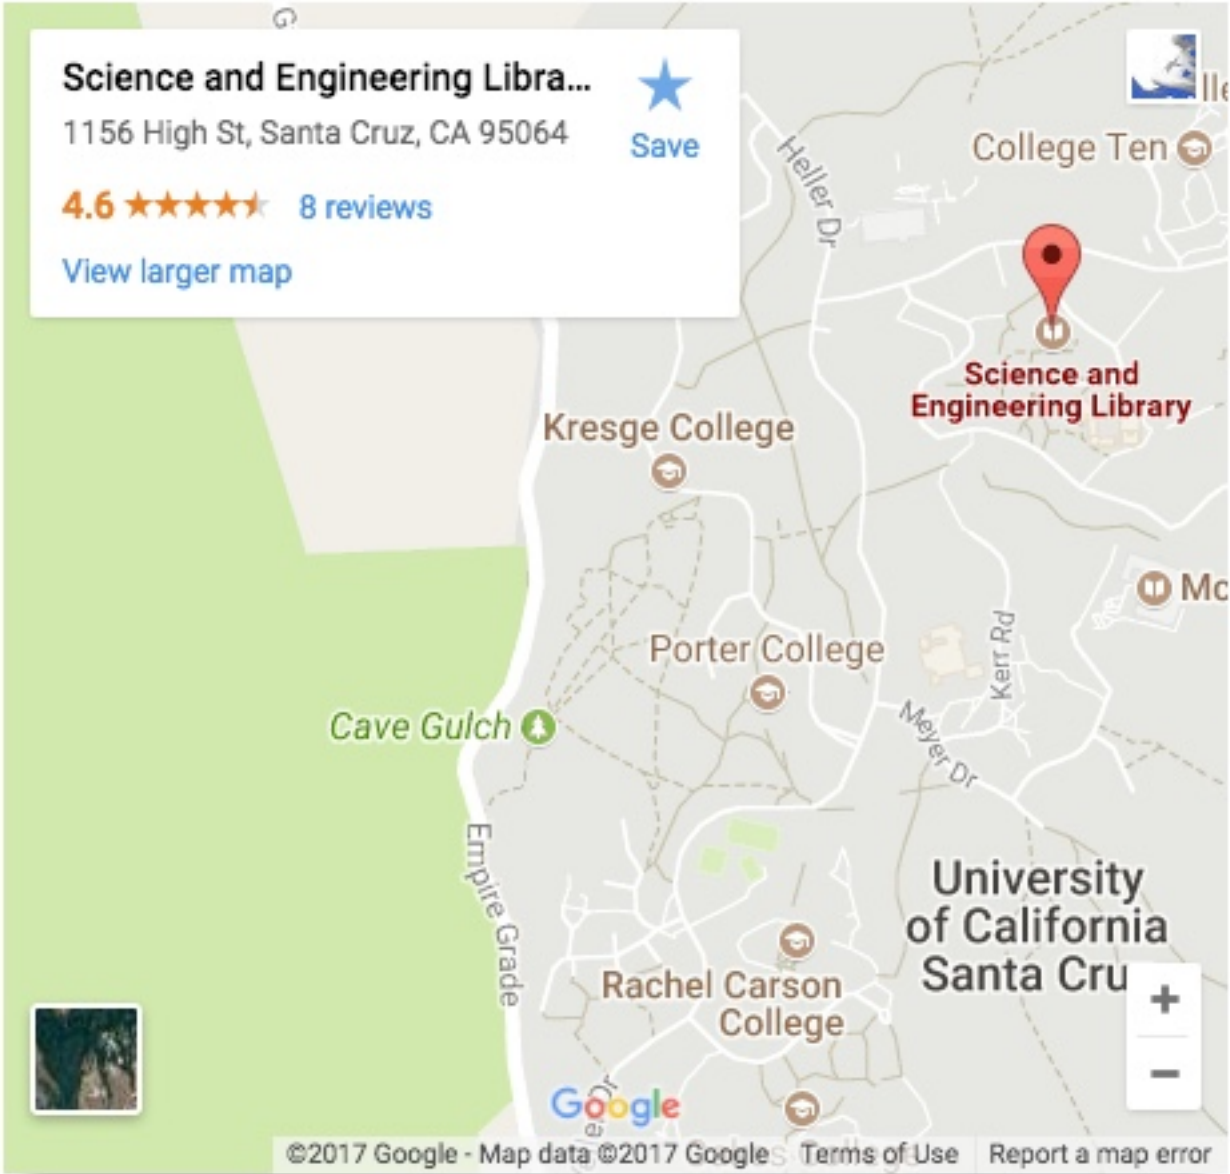 G
Science and Engineering Libra...
1156 High St, Santa Cruz, CA 95064
Save
4.6
8 reviews
View larger map
Heller Dr
lle
College Ten
Science and
Engineering Library
Kresge College
Mc
Porter College
Kerr Rd
Cave Gulch
Meyer Dr
Empire Grade
University
of California
Santa Cru
+
Rachel Carson
College
−
Google
Dr
©2017 Google - Map data ©2017 Google
Terms of Use
Report a map error